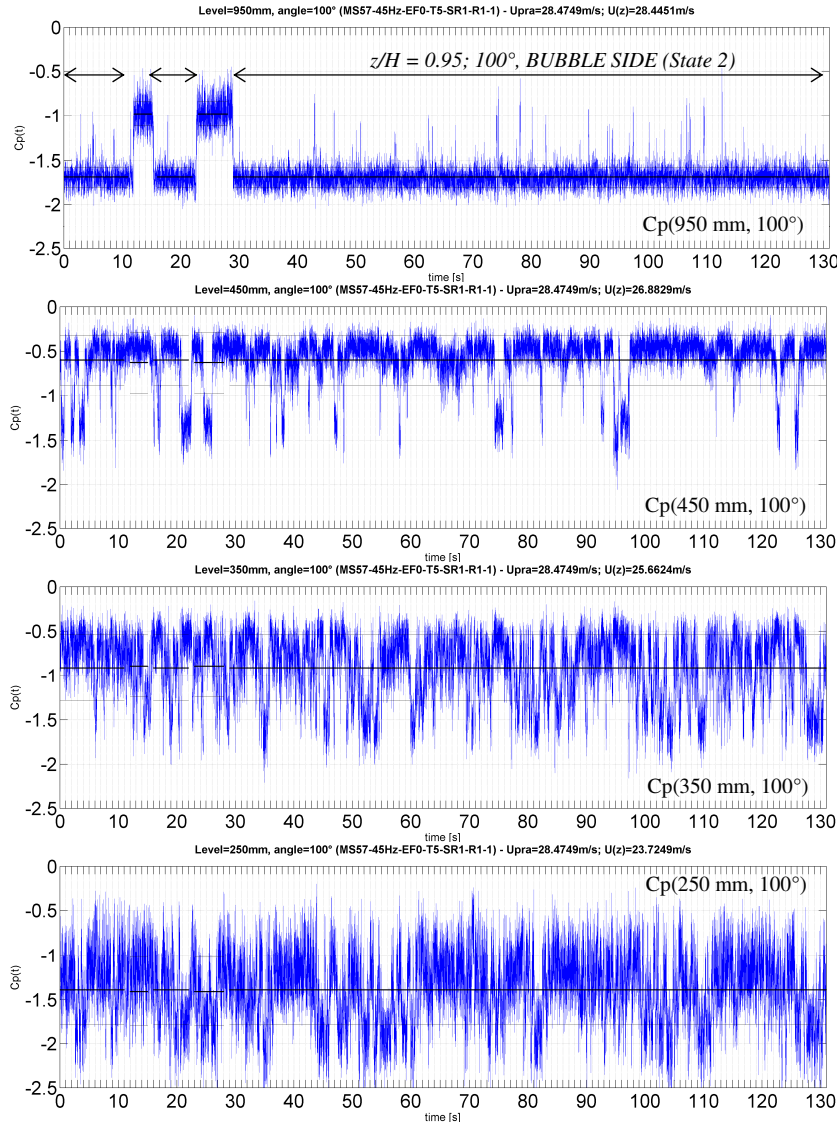 Level=950mm, angle=100° (MS57-45Hz-EF0-T5-SR1-R1-1) - Upra=28.4749m/s; U(z)=28.4451m/s
0
z/H = 0.95; 100°, BUBBLE SIDE (State 2)
-0.5
-1
Cp(t)
-1.5
-2
Cp(950 mm, 100°)
-2.5
0 10 20 30 40 50 60 70 80 90 100 110 120 130
time [s]
Level=450mm, angle=100° (MS57-45Hz-EF0-T5-SR1-R1-1) - Upra=28.4749m/s; U(z)=26.8829m/s
0
-0.5
-1
Cp(t)
-1.5
-2
Cp(450 mm, 100°)
-2.5
0 10 20 30 40 50 60 70 80 90 100 110 120 130
time [s]
Level=350mm, angle=100° (MS57-45Hz-EF0-T5-SR1-R1-1) - Upra=28.4749m/s; U(z)=25.6624m/s
0
-0.5
-1
Cp(t)
-1.5
-2
Cp(350 mm, 100°)
-2.5
0 10 20 30 40 50 60 70 80 90 100 110 120 130
time [s]
Level=250mm, angle=100° (MS57-45Hz-EF0-T5-SR1-R1-1) - Upra=28.4749m/s; U(z)=23.7249m/s
0
Cp(250 mm, 100°)
-0.5
-1
Cp(t)
-1.5
-2
-2.5
0 10 20 30 40 50 60 70 80 90 100 110 120 130
time [s]